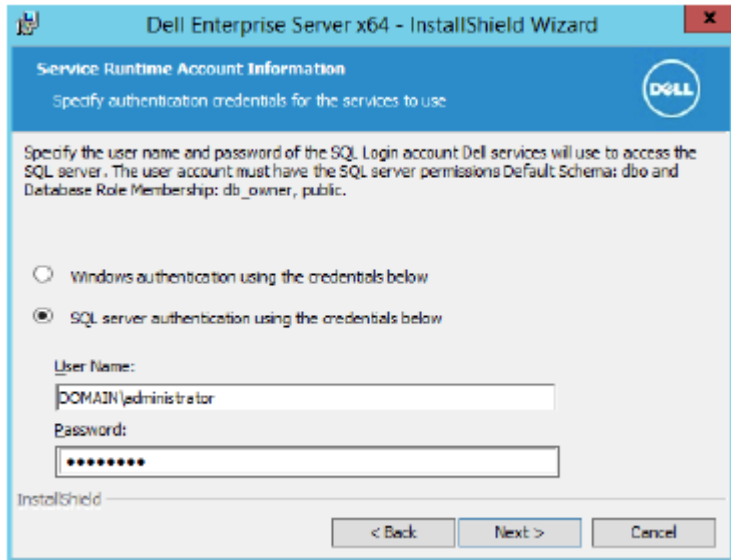 Dell Enterprise Server x64 - InstallShield Wizard
x
Service Runtime Account Information
Specify authentication credentials for the services to use
DELL
Specify the user name and password of the SQL Login account Dell services will use to access the
SQL server. The user account must have the SQL server permissions Default Schema: dbo and
Database Role Membership: db_owner, public.
Windows authentication using the credentials below
SQL server authentication using the credentials below
User Name:
DOMAIN\administrator
Password:
••••••••
InstallShield
< Back
Next >
Cancel